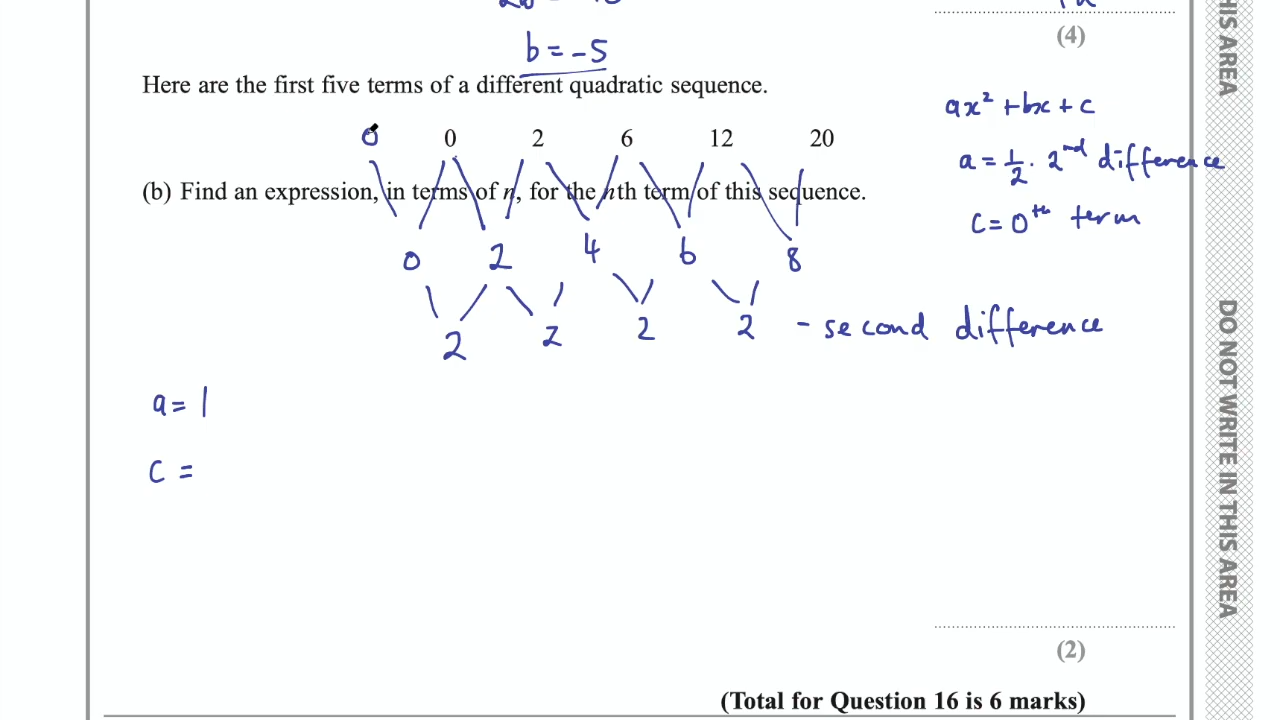 (4)
b = -5
Here are the first five terms of a different quadratic sequence.
0 0 2 6 12 20
(b) Find an expression, in terms of n, for the nth term of this sequence.
0 2 4 6 8
2 2 2 2 - second difference
ax² + bx + c
a = 1/2 · 2nd difference
c = 0th term
a = 1
c =
(2)
(Total for Question 16 is 6 marks)
HIS AREA
DO NOT WRITE IN THIS AREA